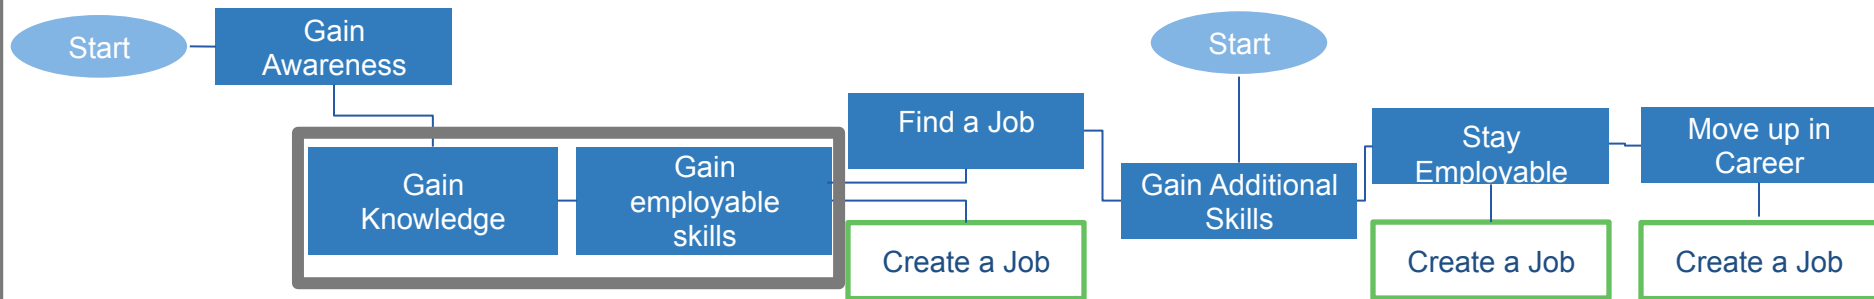 Start
Gain
Awareness
Gain
Knowledge
Gain
employable
skills
Find a Job
Create a Job
Start
Gain Additional
Skills
Stay
Employable
Create a Job
Move up in
Career
Create a Job